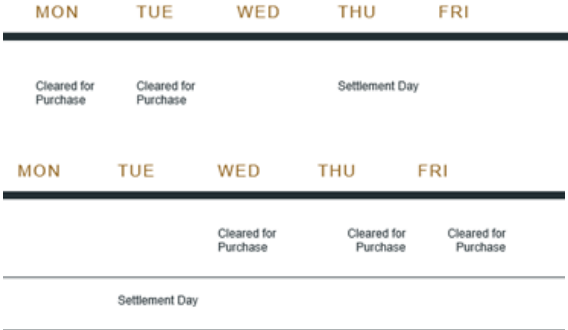 MON TUE WED THU FRI
Cleared for Cleared for Settlement Day
Purchase Purchase
MON TUE WED THU FRI
Cleared for Cleared for Cleared for
Purchase Purchase Purchase
Settlement Day